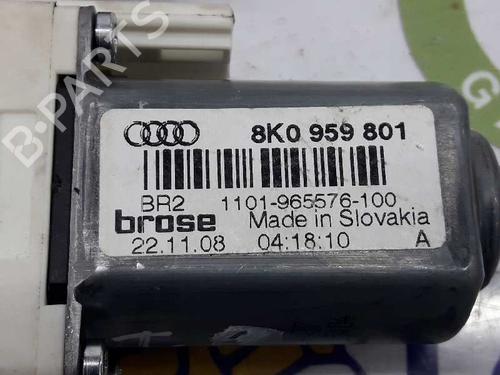 B-PARTS
8K0 959 801
BR2 1101-965576-100
brose Made in Slovakia
22.11.08 04:18:10 A